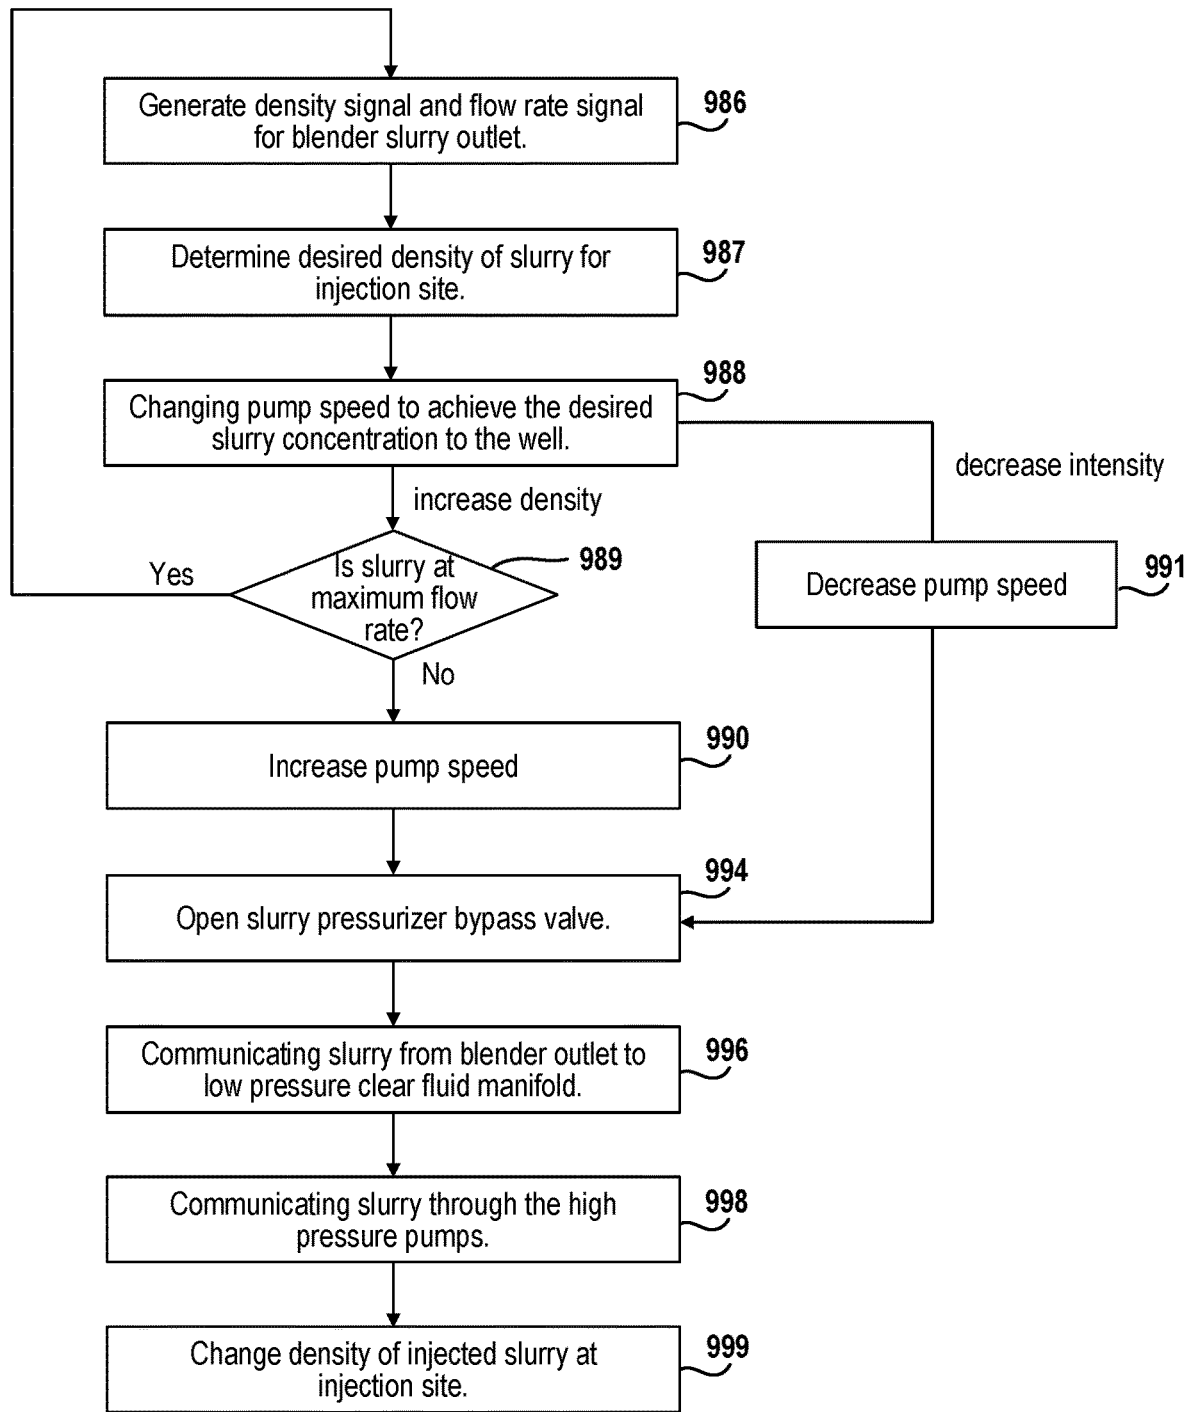 Generate density signal and flow rate signal
for blender slurry outlet.
986
Determine desired density of slurry for
injection site.
987
Changing pump speed to achieve the desired
slurry concentration to the well.
988
increase density
decrease intensity
Is slurry at
maximum flow
rate?
989
Yes
No
Decrease pump speed
991
Increase pump speed
990
Open slurry pressurizer bypass valve.
994
Communicating slurry from blender outlet to
low pressure clear fluid manifold.
996
Communicating slurry through the high
pressure pumps.
998
Change density of injected slurry at
injection site.
999